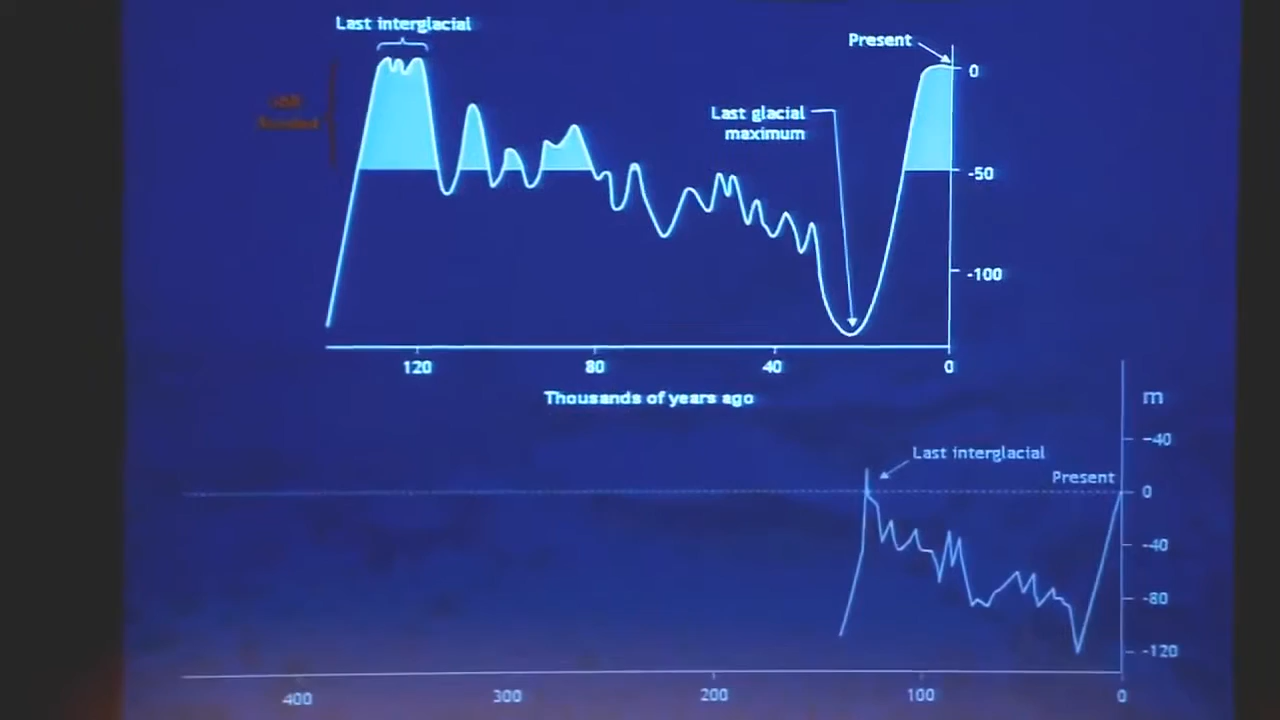 Last interglacial
Present
0
Last glacial
maximum
-50
-100
120
80
40
0
Thousands of years ago
m
-40
Last interglacial
Present
0
-40
-80
-120
400
300
200
100
0